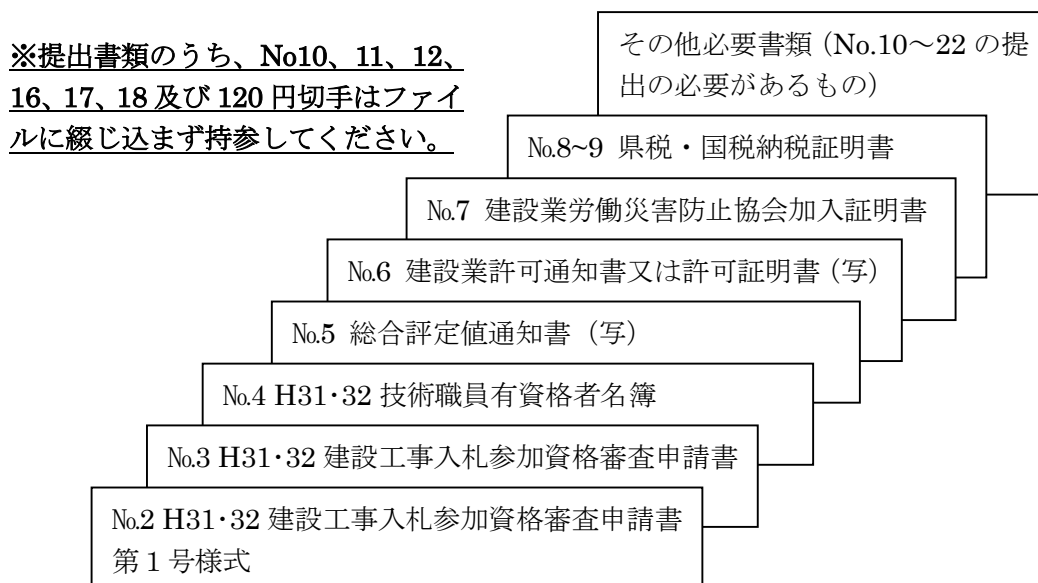 ※提出書類のうち、No10、11、12、
16、17、18 及び 120 円切手はファイ
ルに綴じ込まず持参してください。
その他必要書類（No.10～22 の提
出の必要があるもの）
№8~9 県税・国税納税証明書
№7 建設業労働災害防止協会加入証明書
№6 建設業許可通知書又は許可証明書（写）
№5 総合評定値通知書（写）
№4 H31･32 技術職員有資格者名簿
№3 H31･32 建設工事入札参加資格審査申請書
№2 H31･32 建設工事入札参加資格審査申請書
第 1 号様式